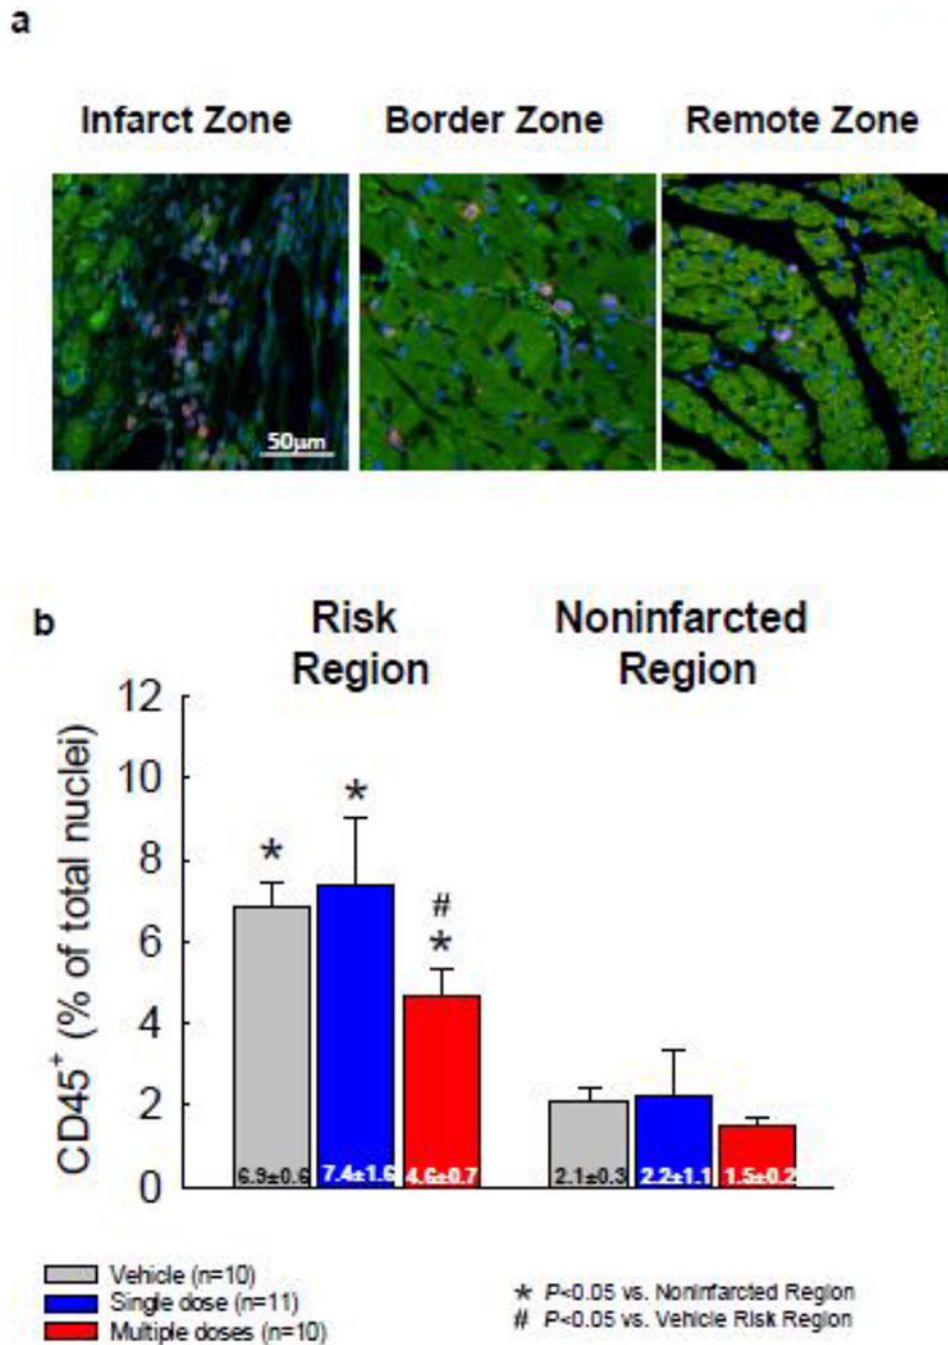 a
Infarct Zone Border Zone Remote Zone
50μm
b
Risk Region
Noninfarcted Region
CD45+ (% of total nuclei)
12
10
8
6
4
2
0
*
*
#
*
6.9±0.6 7.4±1.6 4.6±0.7 2.1±0.3 2.2±1.1 1.5±0.2
Vehicle (n=10)
Single dose (n=11)
Multiple doses (n=10)
* P<0.05 vs. Noninfarcted Region
# P<0.05 vs. Vehicle Risk Region